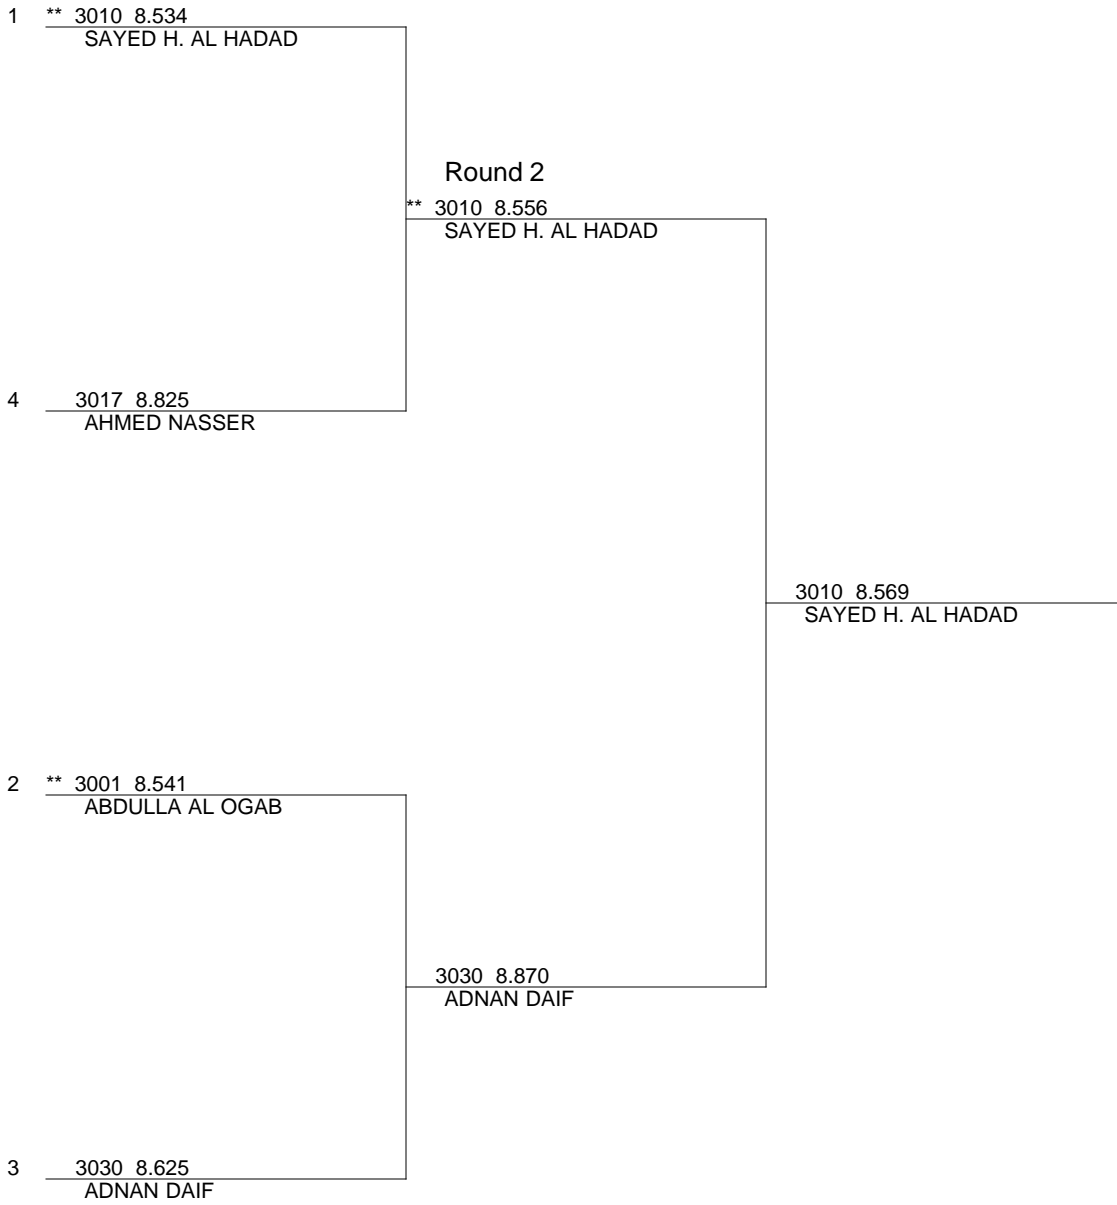 1 ** 3010 8.534
SAYED H. AL HADAD
Round 2
** 3010 8.556
SAYED H. AL HADAD
4 3017 8.825
AHMED NASSER
3010 8.569
SAYED H. AL HADAD
2 ** 3001 8.541
ABDULLA AL OGAB
3030 8.870
ADNAN DAIF
3 3030 8.625
ADNAN DAIF